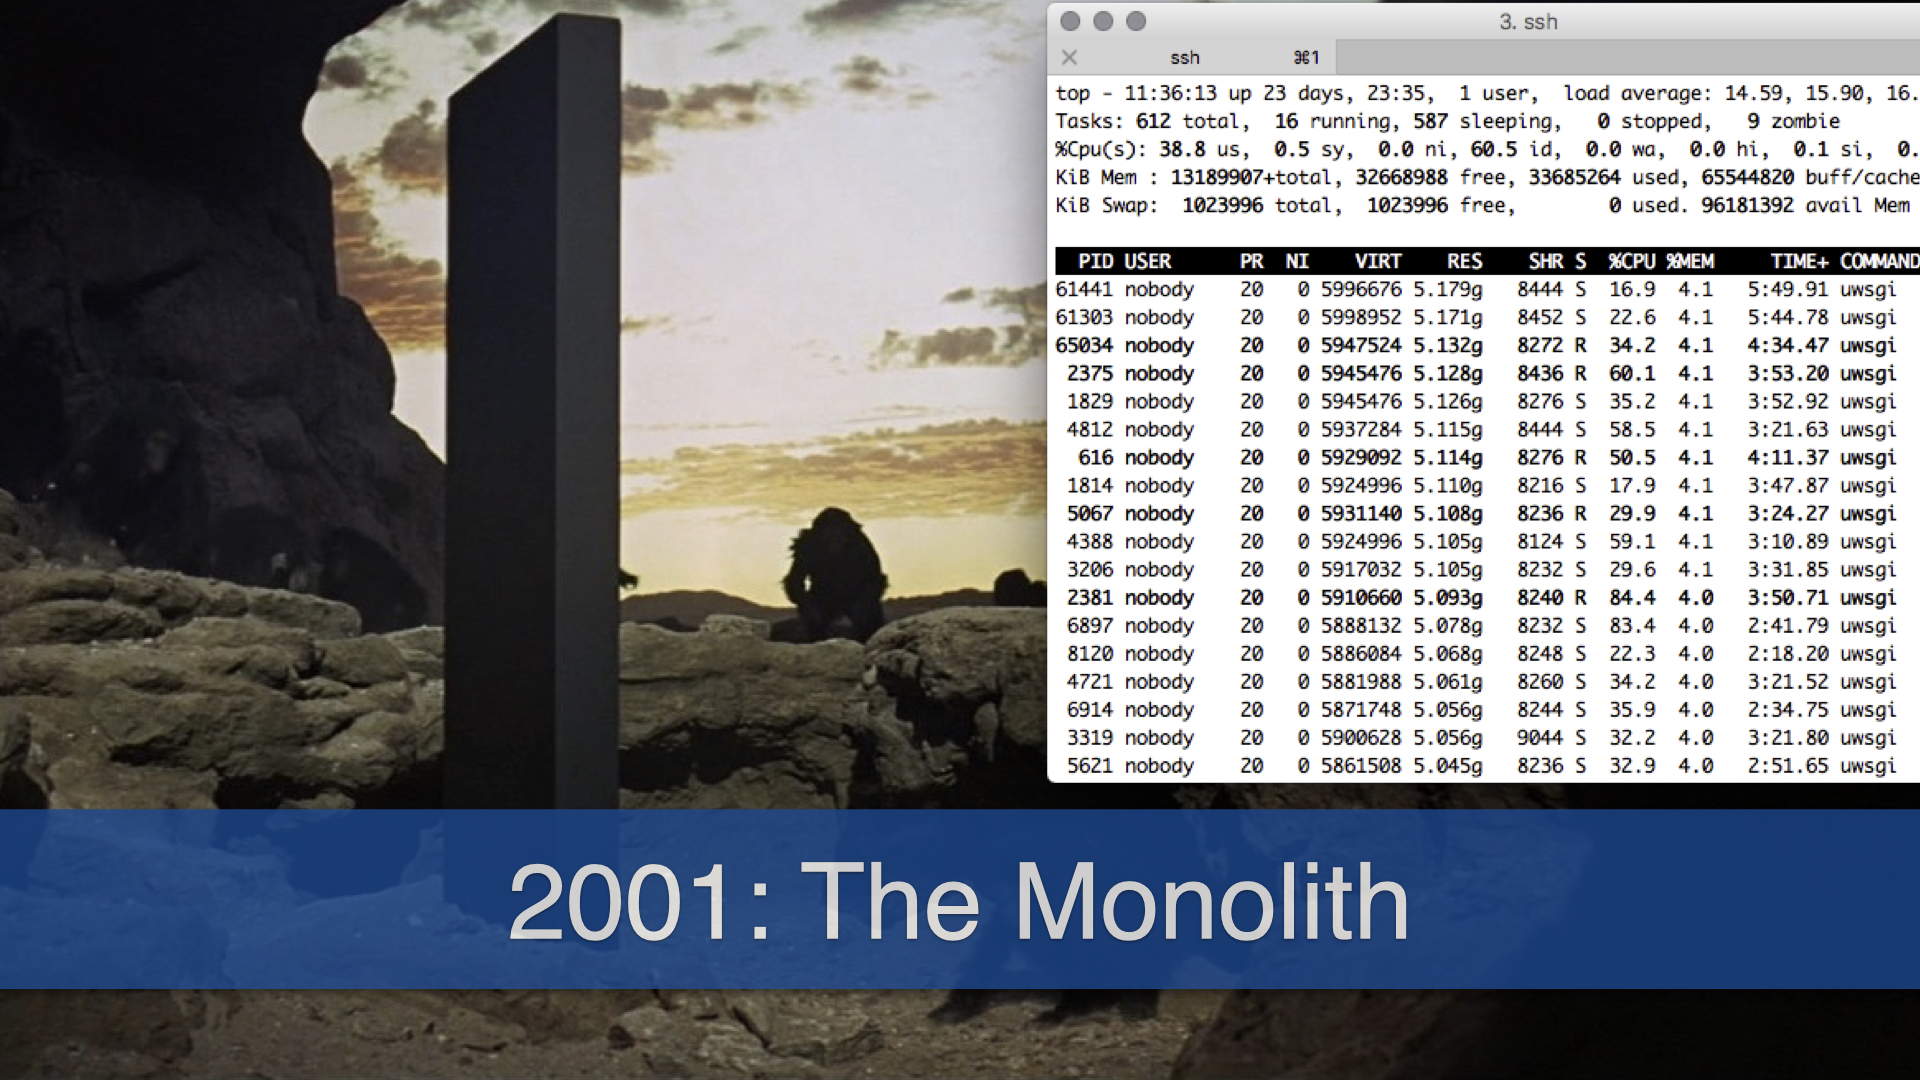 3. ssh
ssh ⌘1
top - 11:36:13 up 23 days, 23:35,  1 user,  load average: 14.59, 15.90, 16.
Tasks: 612 total,  16 running, 587 sleeping,   0 stopped,   9 zombie
%Cpu(s): 38.8 us,  0.5 sy,  0.0 ni, 60.5 id,  0.0 wa,  0.0 hi,  0.1 si,  0.
KiB Mem : 13189907+total, 32668988 free, 33685264 used, 65544820 buff/cache
KiB Swap:  1023996 total,  1023996 free,        0 used. 96181392 avail Mem
PID USER PR NI VIRT RES SHR S %CPU %MEM TIME+ COMMAND
61441 nobody 20 0 5996676 5.179g 8444 S 16.9 4.1 5:49.91 uwsgi
61303 nobody 20 0 5998952 5.171g 8452 S 22.6 4.1 5:44.78 uwsgi
65034 nobody 20 0 5947524 5.132g 8272 R 34.2 4.1 4:34.47 uwsgi
2375 nobody 20 0 5945476 5.128g 8436 R 60.1 4.1 3:53.20 uwsgi
1829 nobody 20 0 5945476 5.126g 8276 S 35.2 4.1 3:52.92 uwsgi
4812 nobody 20 0 5937284 5.115g 8444 S 58.5 4.1 3:21.63 uwsgi
616 nobody 20 0 5929092 5.114g 8276 R 50.5 4.1 4:11.37 uwsgi
1814 nobody 20 0 5924996 5.110g 8216 S 17.9 4.1 3:47.87 uwsgi
5067 nobody 20 0 5931140 5.108g 8236 R 29.9 4.1 3:24.27 uwsgi
4388 nobody 20 0 5924996 5.105g 8124 S 59.1 4.1 3:10.89 uwsgi
3206 nobody 20 0 5917032 5.105g 8232 S 29.6 4.1 3:31.85 uwsgi
2381 nobody 20 0 5910660 5.093g 8240 R 84.4 4.0 3:50.71 uwsgi
6897 nobody 20 0 5888132 5.078g 8232 S 83.4 4.0 2:41.79 uwsgi
8120 nobody 20 0 5886084 5.068g 8248 S 22.3 4.0 2:18.20 uwsgi
4721 nobody 20 0 5881988 5.061g 8260 S 34.2 4.0 3:21.52 uwsgi
6914 nobody 20 0 5871748 5.056g 8244 S 35.9 4.0 2:34.75 uwsgi
3319 nobody 20 0 5900628 5.056g 9044 S 32.2 4.0 3:21.80 uwsgi
5621 nobody 20 0 5861508 5.045g 8236 S 32.9 4.0 2:51.65 uwsgi
2001: The Monolith